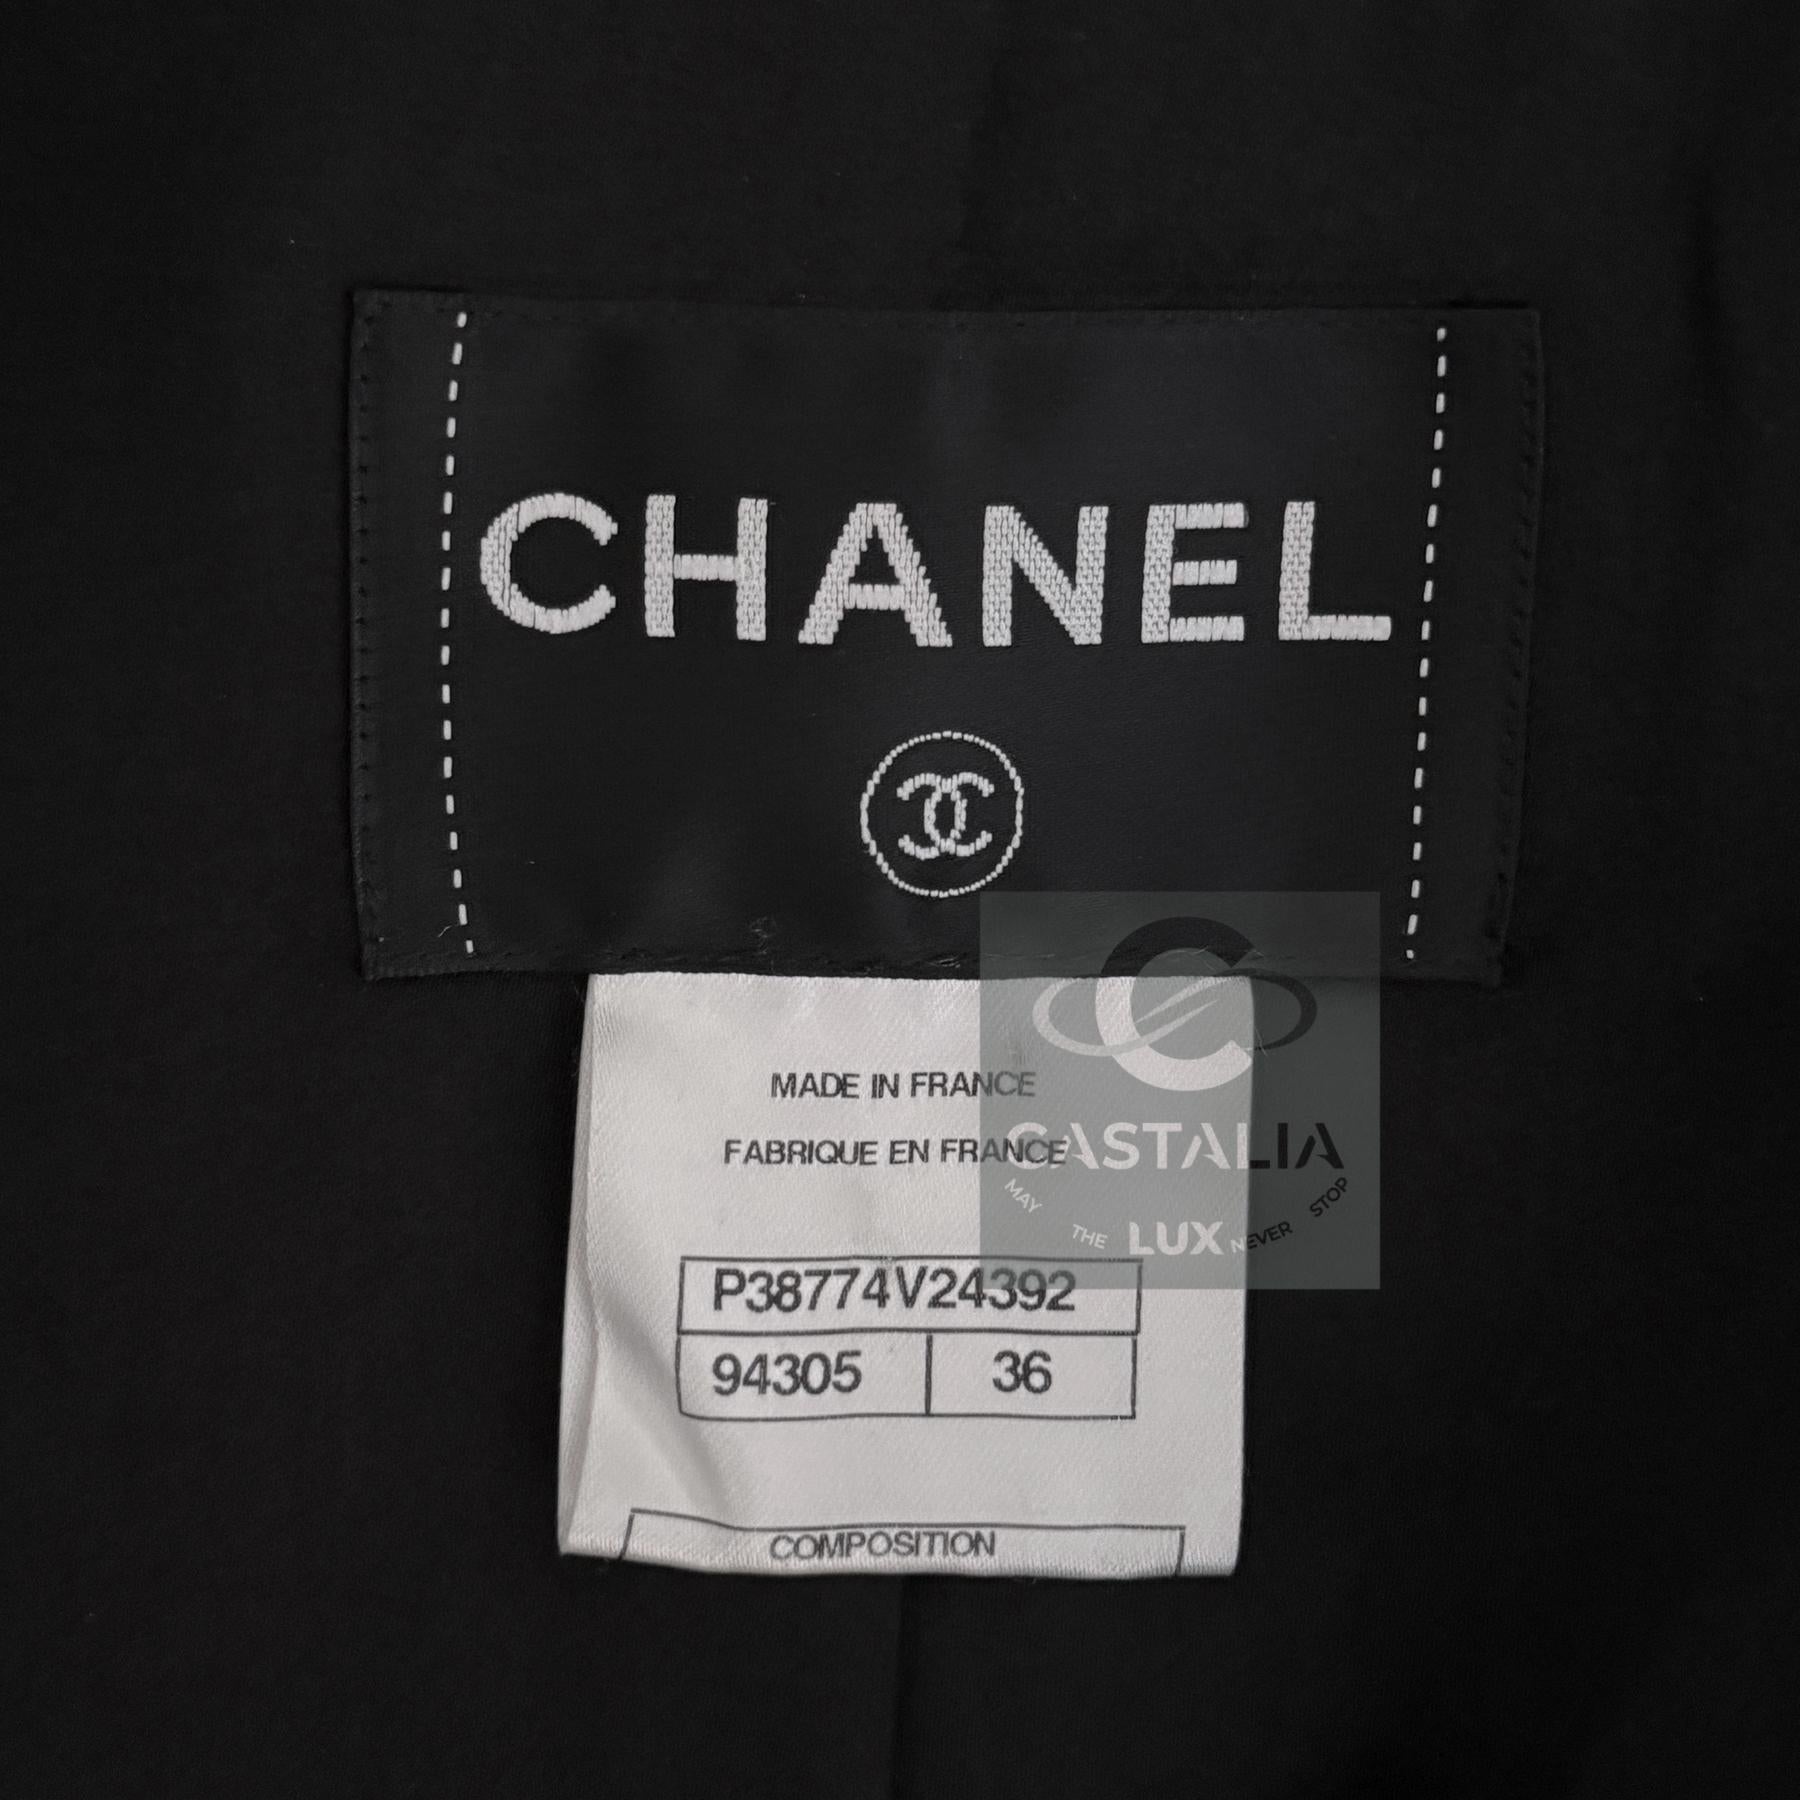 CHANEL
MADE IN FRANCE
FABRIQUE EN FRANCE
CASTALIA
MAY THE LUX NEVER STOP
P38774V24392
94305 36
COMPOSITION